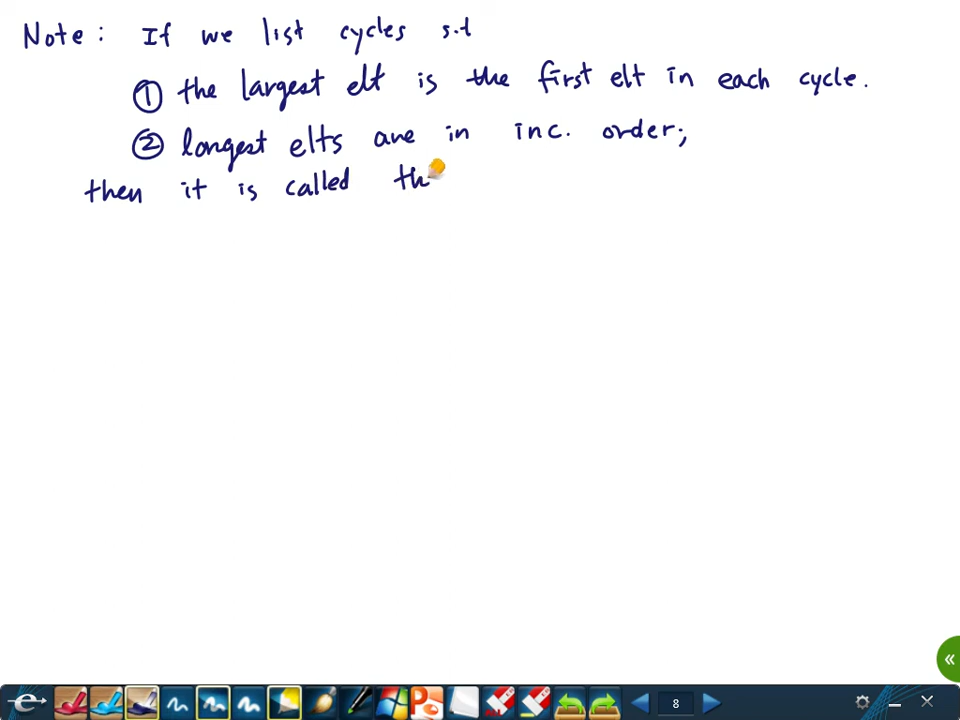 Note: If we list cycles s.t
① the largest elt is the first elt in each cycle.
② longest elts are in inc. order;
then it is called th
8